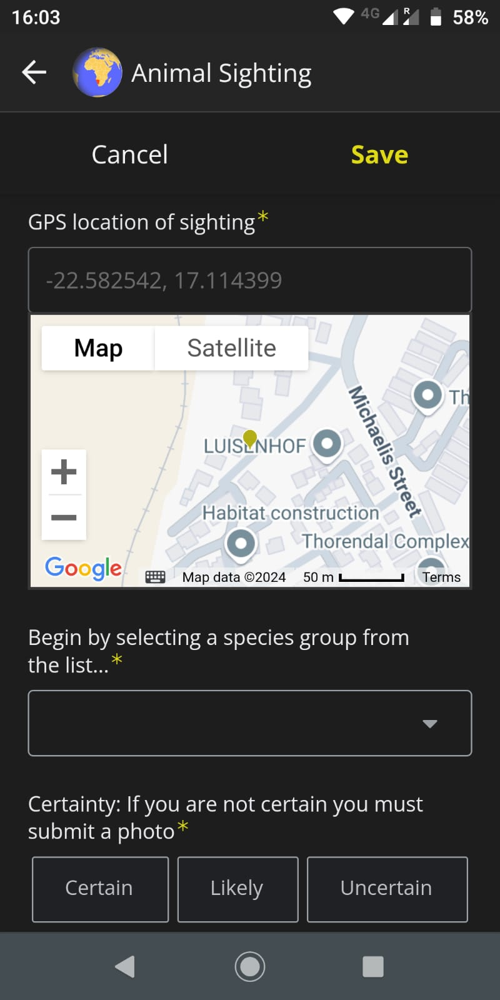 16:03 4G R 58%
Animal Sighting
Cancel Save
GPS location of sighting*
-22.582542, 17.114399
Map Satellite
Th
Michaelis Street
LUISENHOF
Habitat construction
Thorendal Complex
Google Map data ©2024 50 m Terms
Begin by selecting a species group from
the list...*
Certainty: If you are not certain you must
submit a photo*
Certain Likely Uncertain